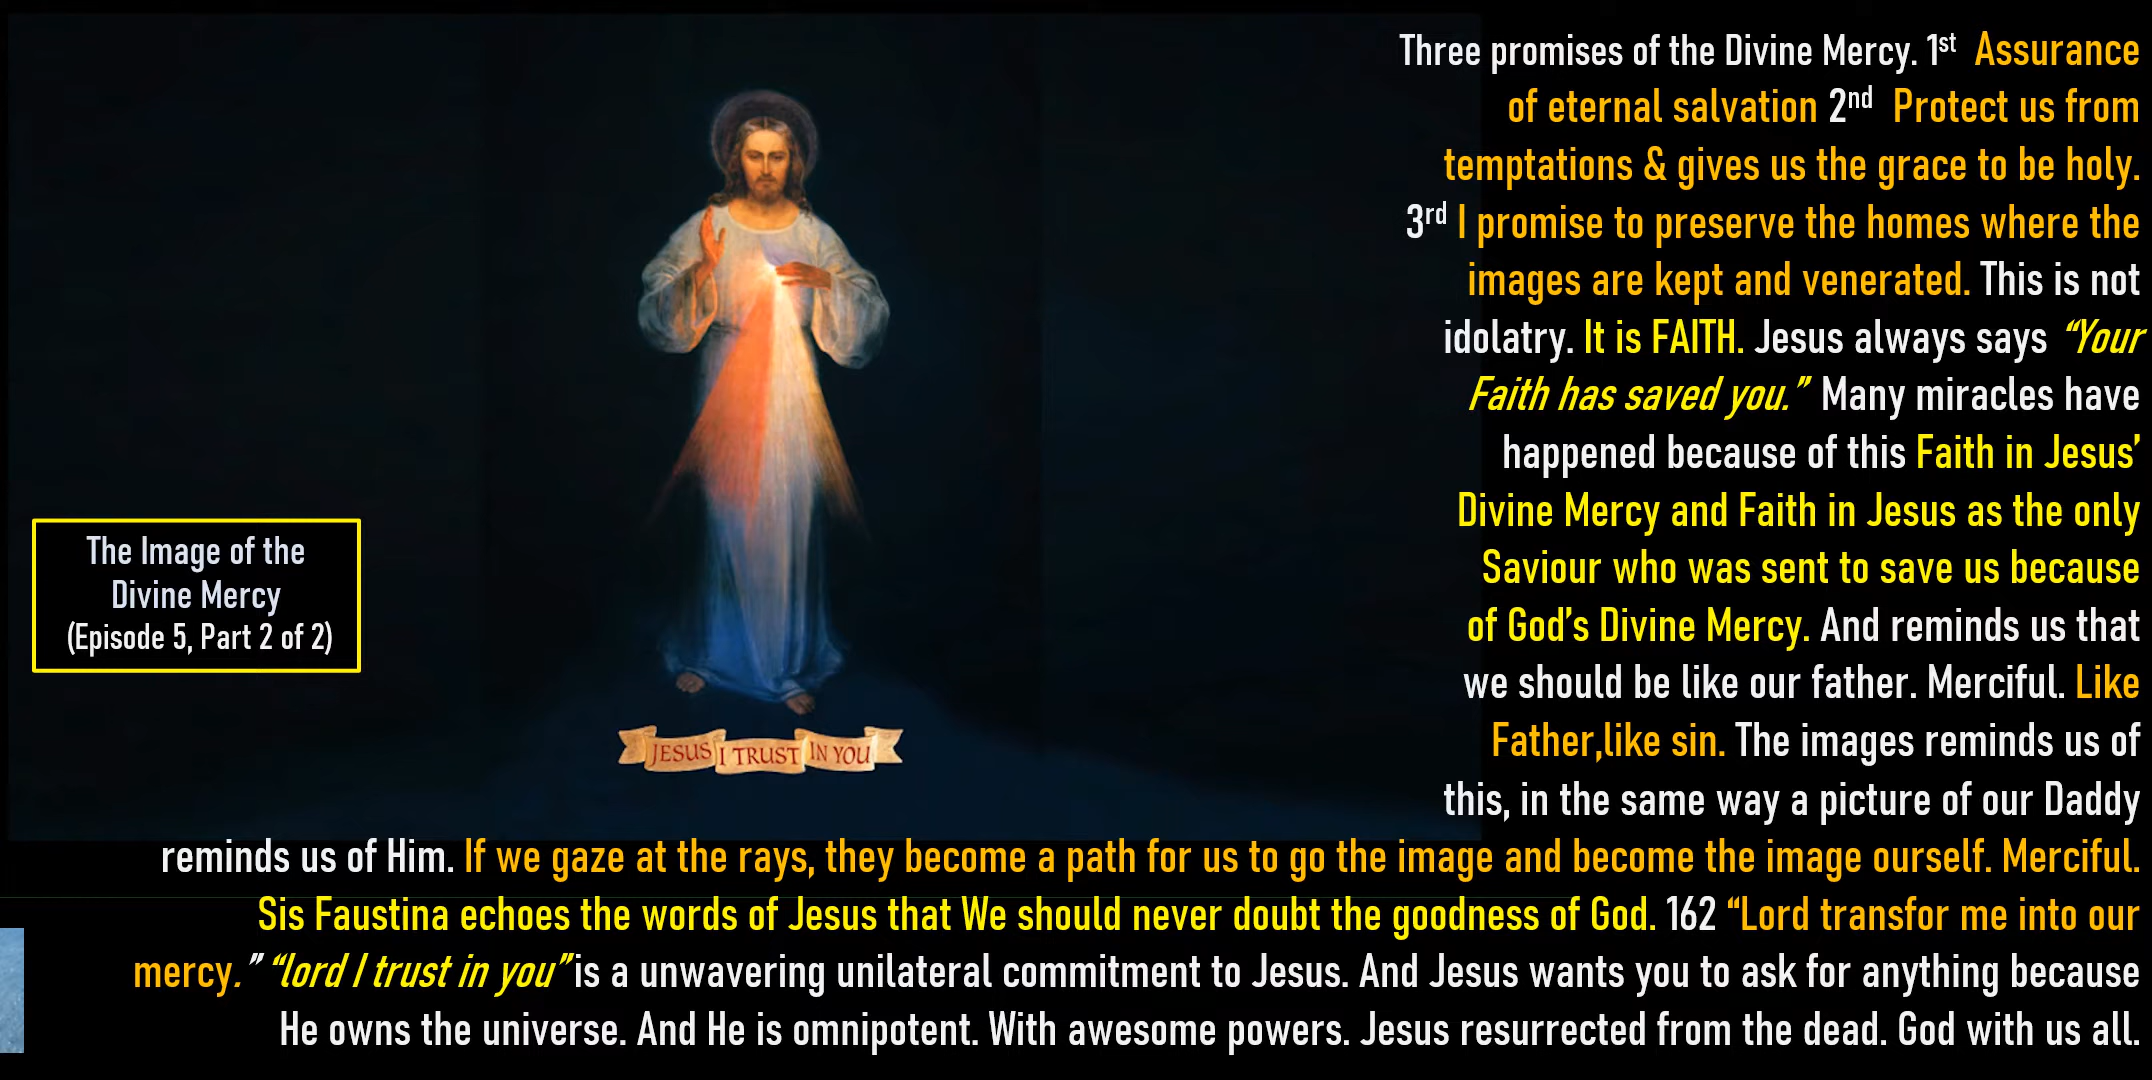 Three promises of the Divine Mercy. 1st Assurance
of eternal salvation 2nd Protect us from
temptations & gives us the grace to be holy.
3rd I promise to preserve the homes where the
images are kept and venerated. This is not
idolatry. It is FAITH. Jesus always says “Your
Faith has saved you.” Many miracles have
happened because of this Faith in Jesus’
Divine Mercy and Faith in Jesus as the only
Saviour who was sent to save us because
of God’s Divine Mercy. And reminds us that
we should be like our father. Merciful. Like
Father,like sin. The images reminds us of
this, in the same way a picture of our Daddy
reminds us of Him. If we gaze at the rays, they become a path for us to go the image and become the image ourself. Merciful.
Sis Faustina echoes the words of Jesus that We should never doubt the goodness of God. 162 “Lord transfor me into our
mercy.” “lord I trust in you”is a unwavering unilateral commitment to Jesus. And Jesus wants you to ask for anything because
He owns the universe. And He is omnipotent. With awesome powers. Jesus resurrected from the dead. God with us all.
The Image of the
Divine Mercy
(Episode 5, Part 2 of 2)
JESUS I TRUST IN YOU